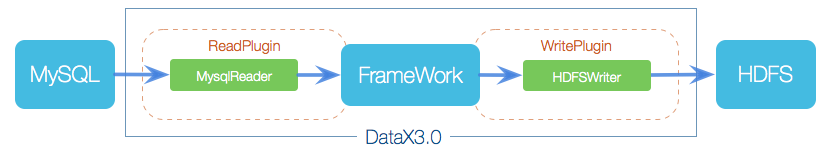 MySQL
ReadPlugin
MysqlReader
FrameWork
WritePlugin
HDFSWriter
HDFS
DataX3.0